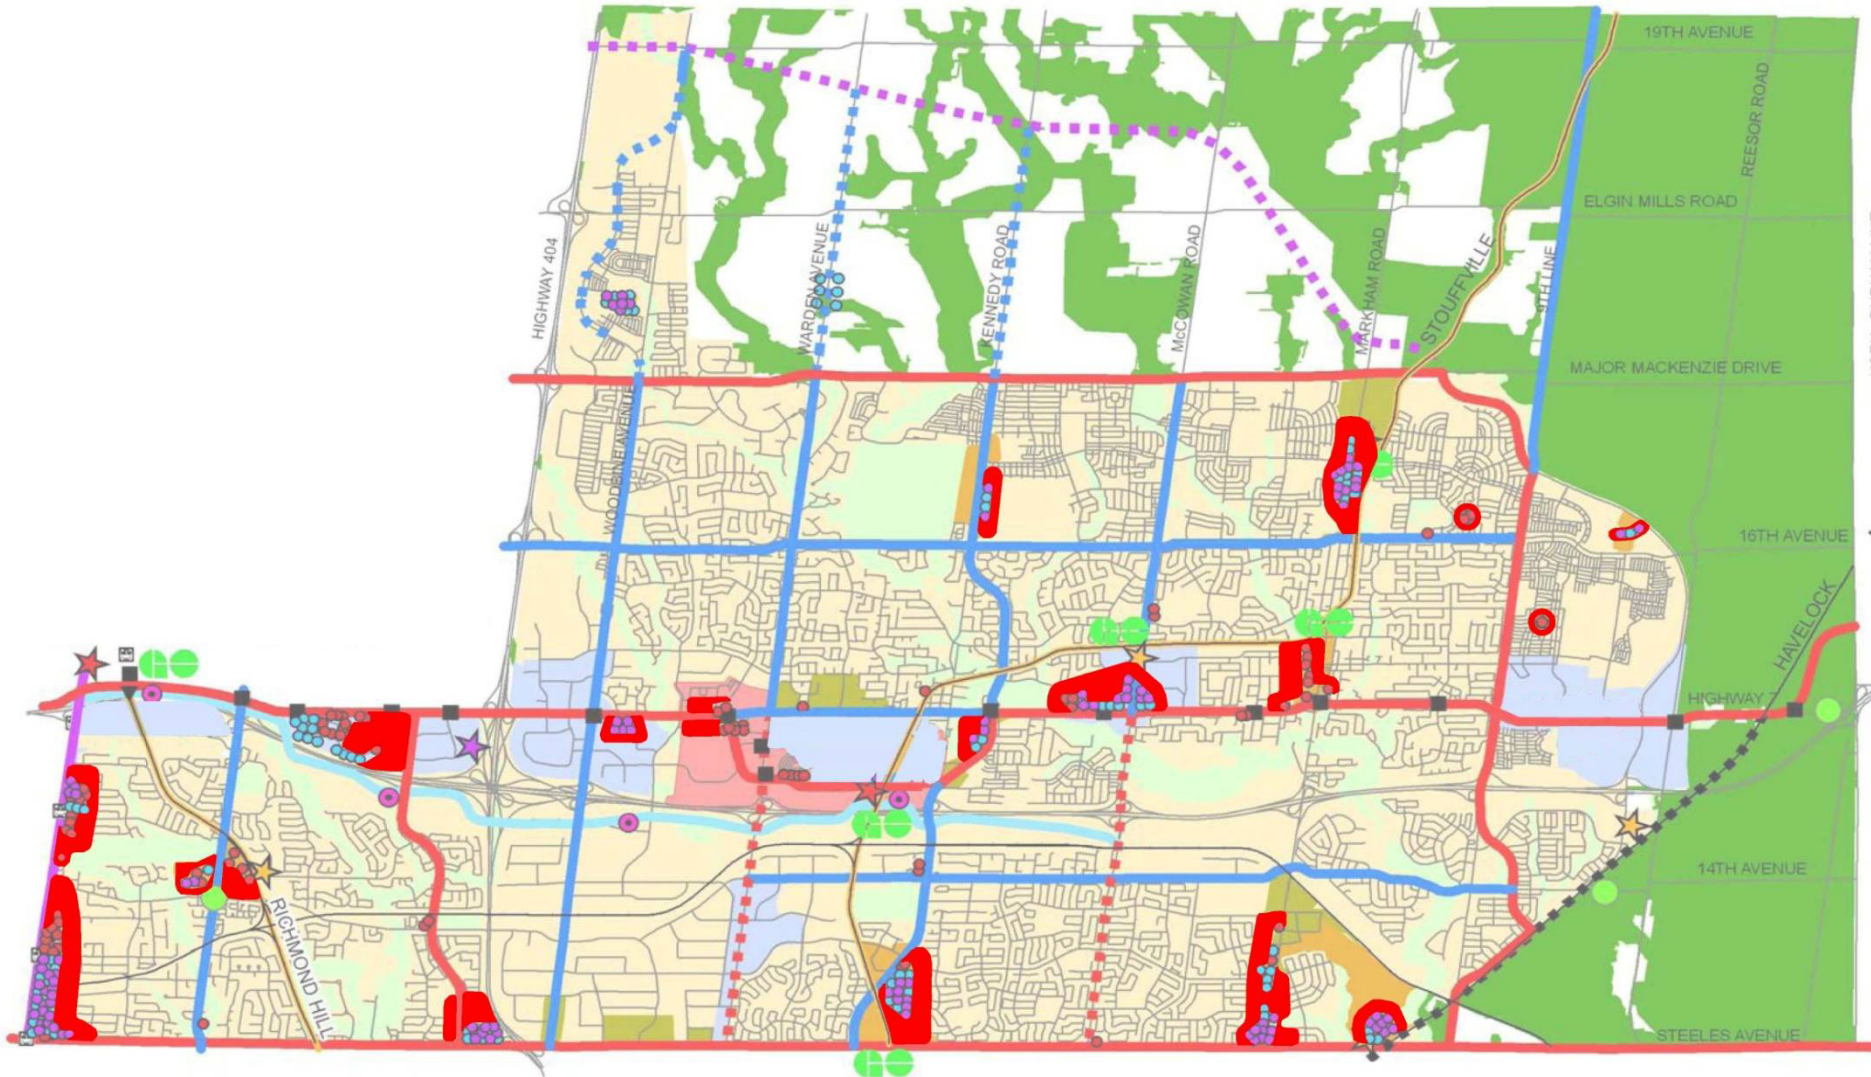 19TH AVENUE
REESOR ROAD
ELGIN MILLS ROAD
HIGHWAY 404
WARDEN AVENUE
KENNEDY ROAD
McCOWAN ROAD
MARKHAM ROAD
STOUFFVILLE
9TH LINE
MAJOR MACKENZIE DRIVE
WOODBINE AVENUE
16TH AVENUE
HAVELOCK
HIGHWAY 7
14TH AVENUE
RICHMOND HILL
STEELES AVENUE